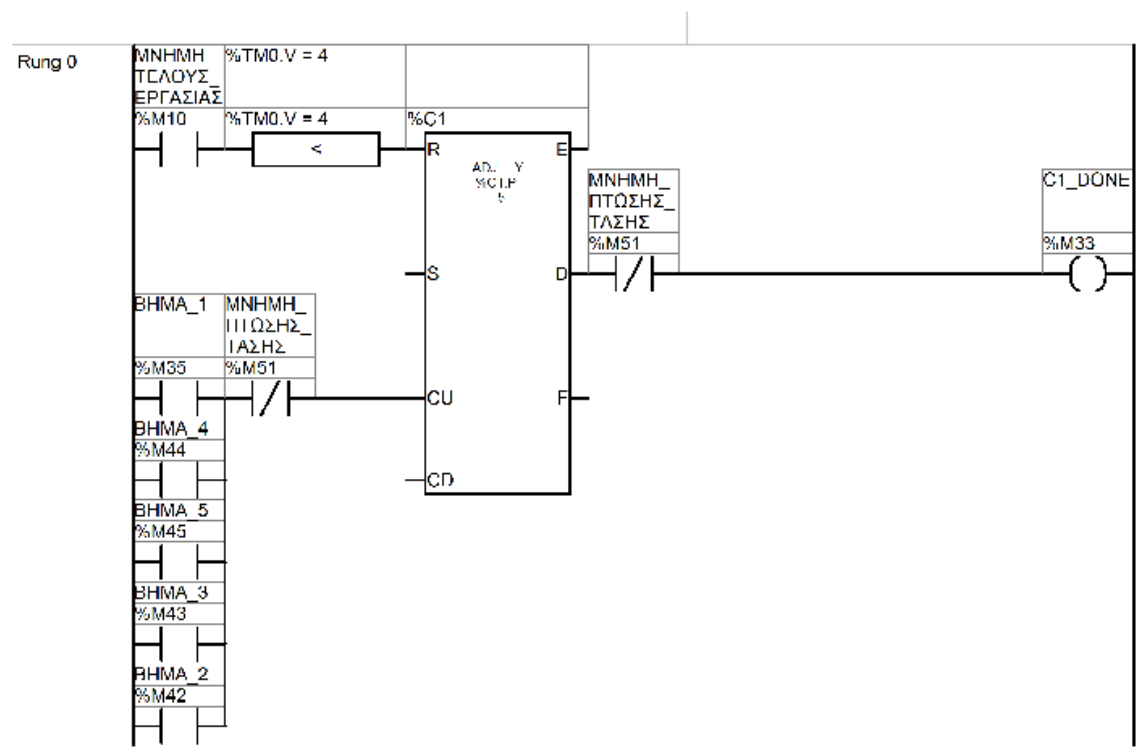 Rung 0
ΜΝΗΜΗ
ΤΕΛΟΥΣ_
ΕΡΓΑΣΙΑΣ
%M10
%TM0.V = 4
%TM0.V = 4
<
%C1
R
E
%C1.P
S
D
CU
F
CD
ΜΝΗΜΗ_
ΠΤΩΣΗΣ_
ΤΑΣΗΣ
%M51
C1_DONE
%M33
ΒΗΜΑ_1
%M35
ΜΝΗΜΗ_
ΠΤΩΣΗΣ_
ΤΑΣΗΣ
%M51
ΒΗΜΑ_4
%M44
ΒΗΜΑ_5
%M45
ΒΗΜΑ_3
%M43
ΒΗΜΑ_2
%M42